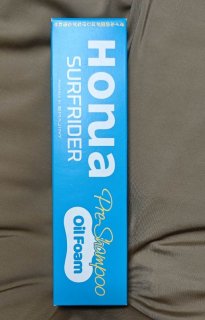 Honua
SURFRIDER
Pre-Shampoo
Oil Foam